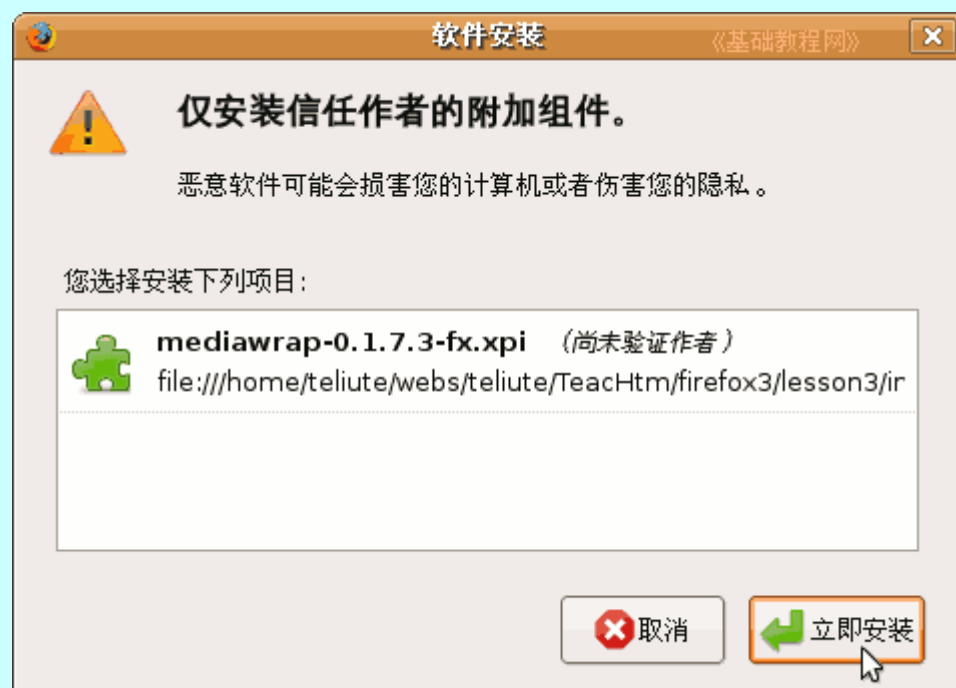 软件安装
《基础教程网》
仅安装信任作者的附加组件。
恶意软件可能会损害您的计算机或者伤害您的隐私。
您选择安装下列项目:
mediawrap-0.1.7.3-fx.xpi (尚未验证作者)
file:///home/teliute/webs/teliute/TeacHtm/firefox3/lesson3/ir
取消
立即安装